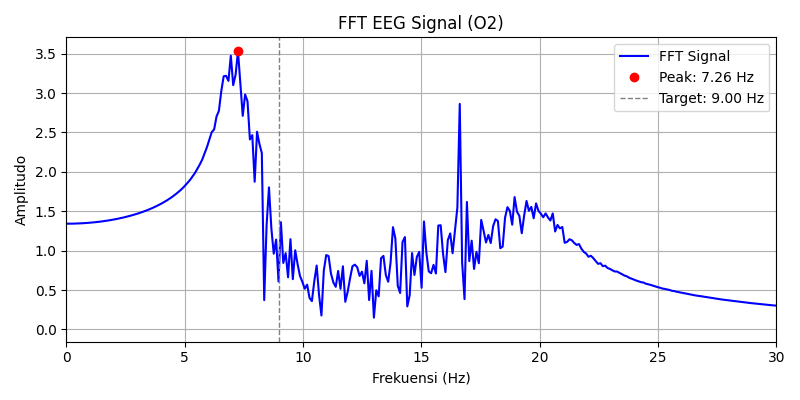 FFT EEG Signal (O2)
FFT Signal
Peak: 7.26 Hz
Target: 9.00 Hz
Amplitudo
3.5
3.0
2.5
2.0
1.5
1.0
0.5
0.0
0 5 10 15 20 25 30
Frekuensi (Hz)